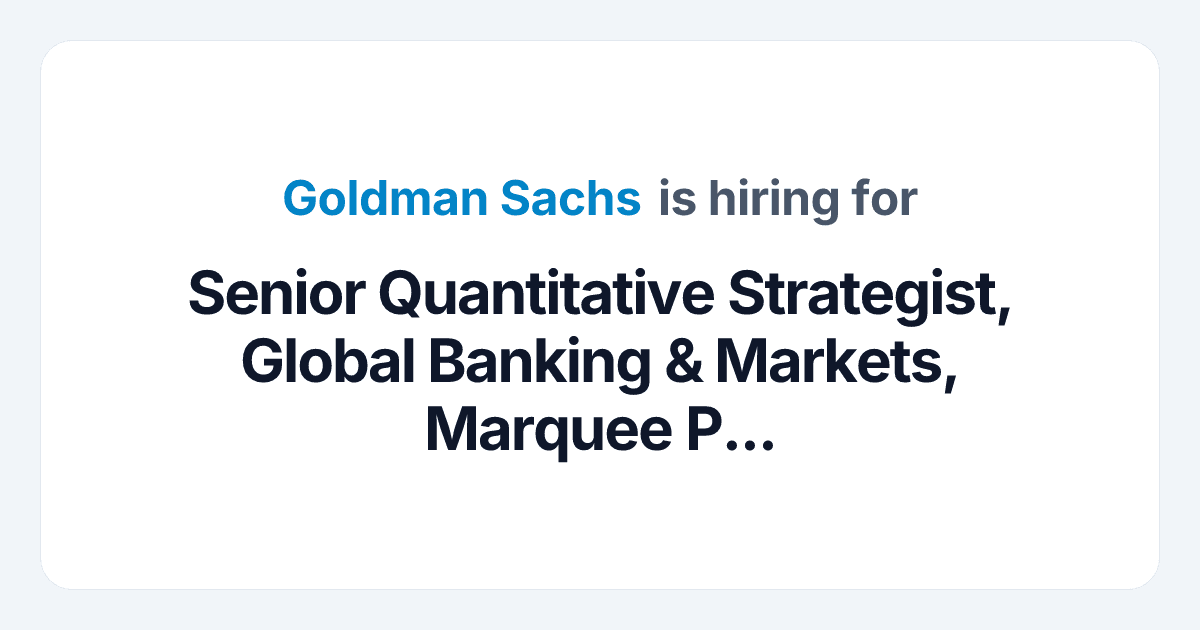 Goldman Sachs is hiring for
Senior Quantitative Strategist,
Global Banking & Markets,
Marquee P...